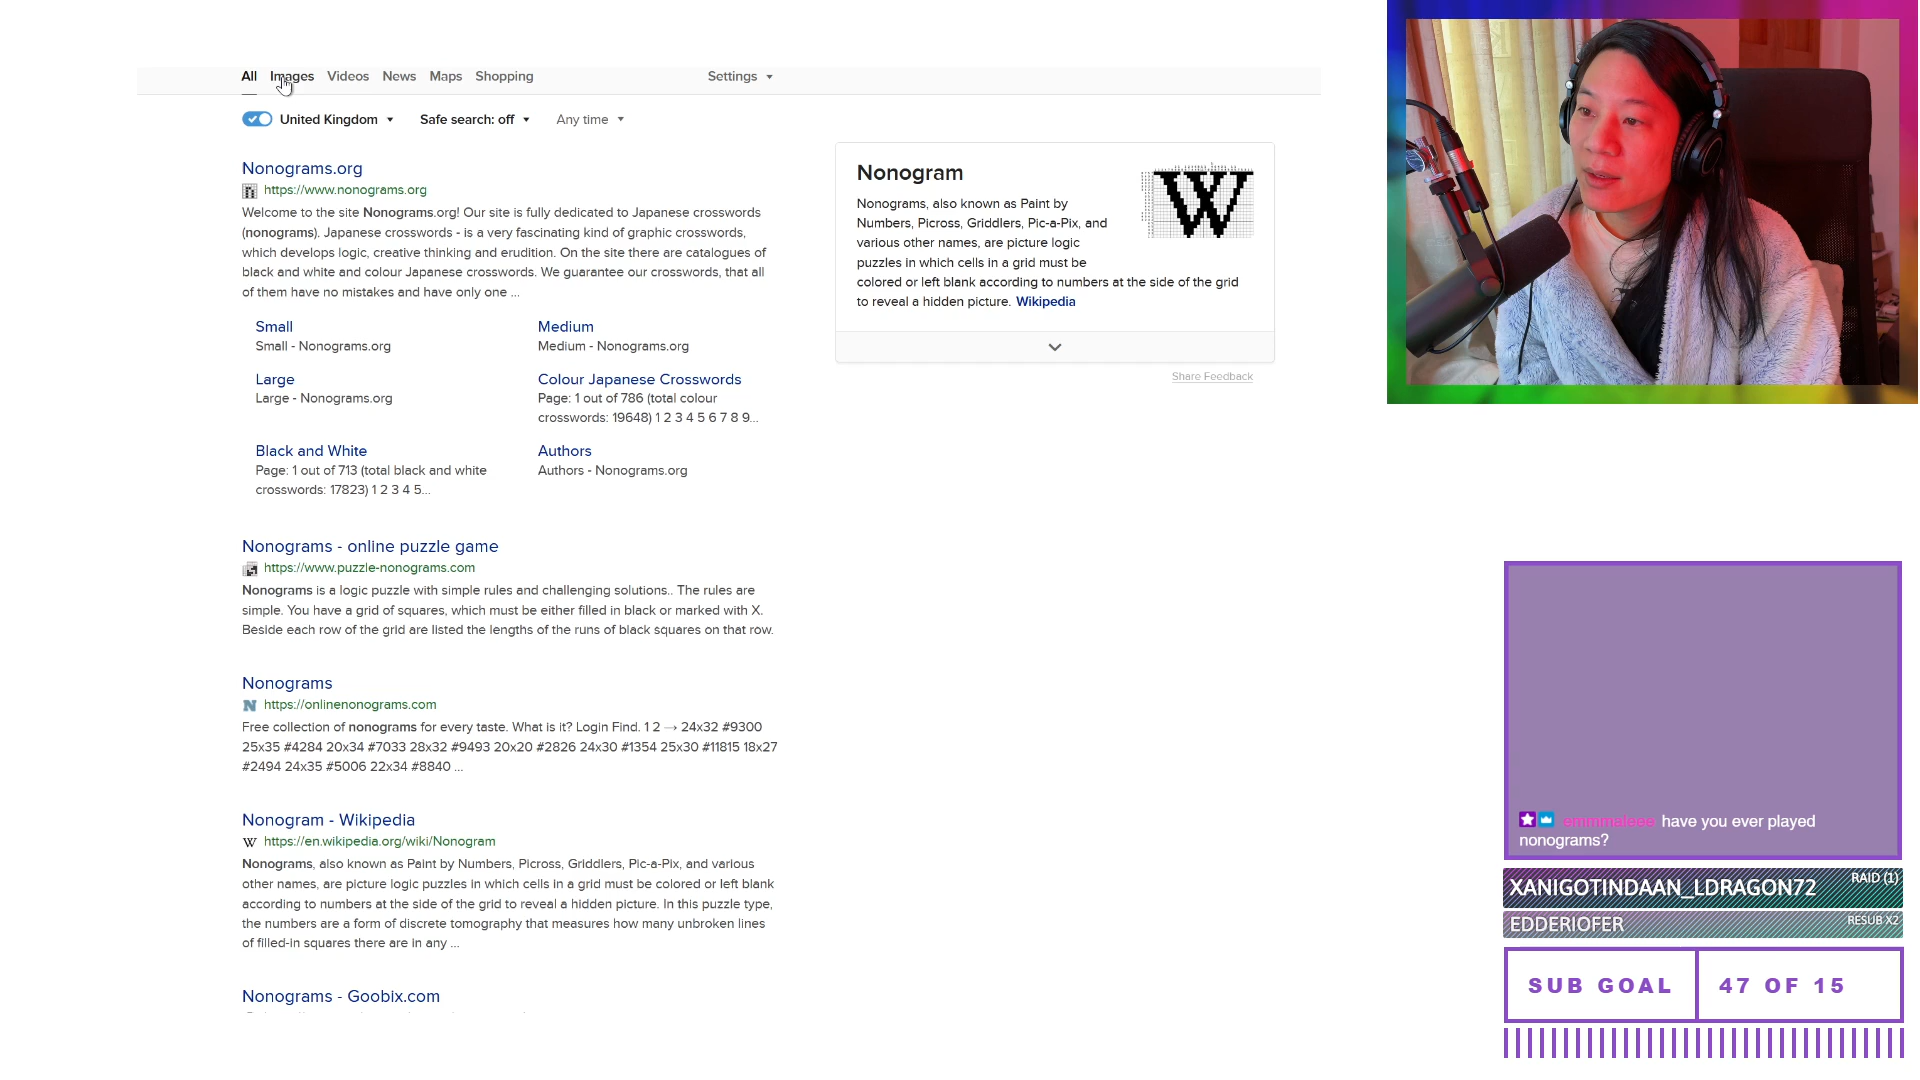 All Images Videos News Maps Shopping Settings
United Kingdom Safe search: off Any time
Nonograms.org
https://www.nonograms.org
Welcome to the site Nonograms.org! Our site is fully dedicated to Japanese crosswords
(nonograms). Japanese crosswords - is a very fascinating kind of graphic crosswords,
which develops logic, creative thinking and erudition. On the site there are catalogues of
black and white and colour Japanese crosswords. We guarantee our crosswords, that all
of them have no mistakes and have only one ...
Small
Small - Nonograms.org
Medium
Medium - Nonograms.org
Large
Large - Nonograms.org
Colour Japanese Crosswords
Page: 1 out of 786 (total colour
crosswords: 19648) 1 2 3 4 5 6 7 8 9...
Black and White
Page: 1 out of 713 (total black and white
crosswords: 17823) 1 2 3 4 5...
Authors
Authors - Nonograms.org
Nonograms - online puzzle game
https://www.puzzle-nonograms.com
Nonograms is a logic puzzle with simple rules and challenging solutions.. The rules are
simple. You have a grid of squares, which must be either filled in black or marked with X.
Beside each row of the grid are listed the lengths of the runs of black squares on that row.
Nonograms
https://onlinenonograms.com
Free collection of nonograms for every taste. What is it? Login Find. 1 2 → 24x32 #9300
25x35 #4284 20x34 #7033 28x32 #9493 20x20 #2826 24x30 #1354 25x30 #11815 18x27
#2494 24x35 #5006 22x34 #8840 ...
Nonogram - Wikipedia
https://en.wikipedia.org/wiki/Nonogram
Nonograms, also known as Paint by Numbers, Picross, Griddlers, Pic-a-Pix, and various
other names, are picture logic puzzles in which cells in a grid must be colored or left blank
according to numbers at the side of the grid to reveal a hidden picture. In this puzzle type,
the numbers are a form of discrete tomography that measures how many unbroken lines
of filled-in squares there are in any ...
Nonograms - Goobix.com
Nonogram
Nonograms, also known as Paint by
Numbers, Picross, Griddlers, Pic-a-Pix, and
various other names, are picture logic
puzzles in which cells in a grid must be
colored or left blank according to numbers at the side of the grid
to reveal a hidden picture. Wikipedia
Share Feedback
have you ever played
nonograms?
XANIGOTINDAAN_LDRAGON72 RAID (1)
EDDERIOFER RESUB X2
SUB GOAL 47 OF 15